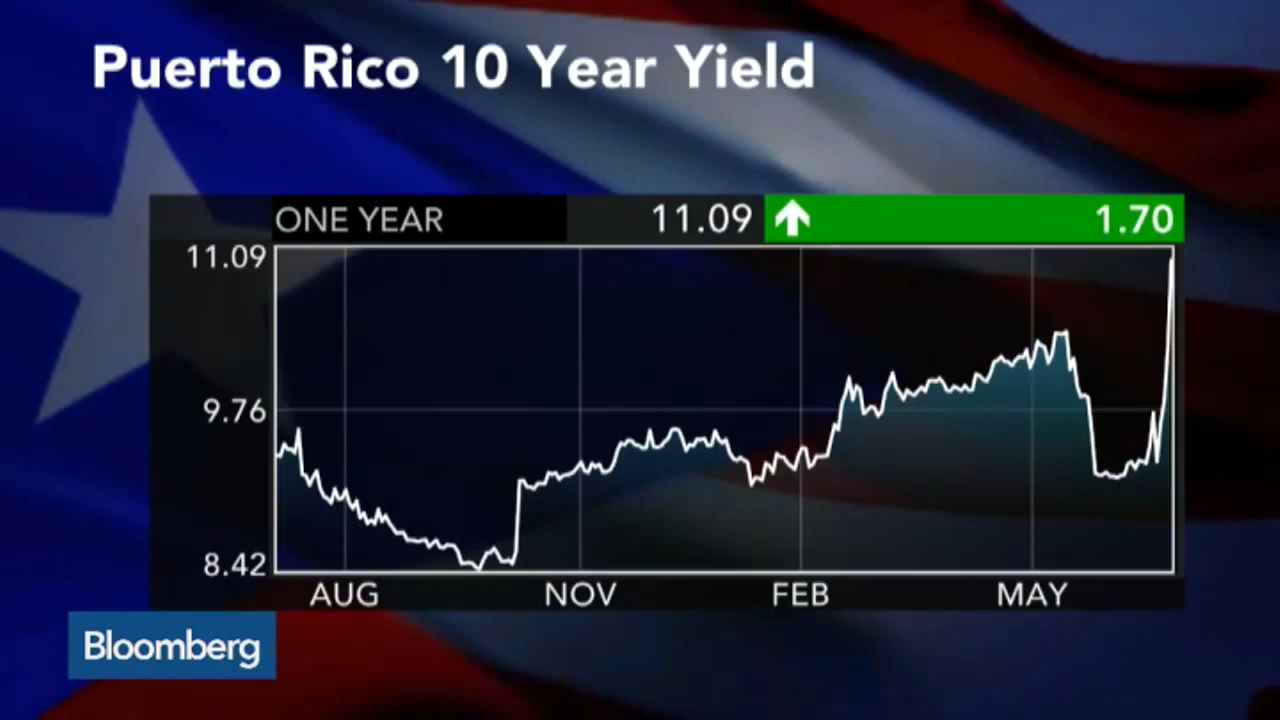 Puerto Rico 10 Year Yield
ONE YEAR 11.09 1.70
11.09
9.76
8.42
AUG NOV FEB MAY
Bloomberg